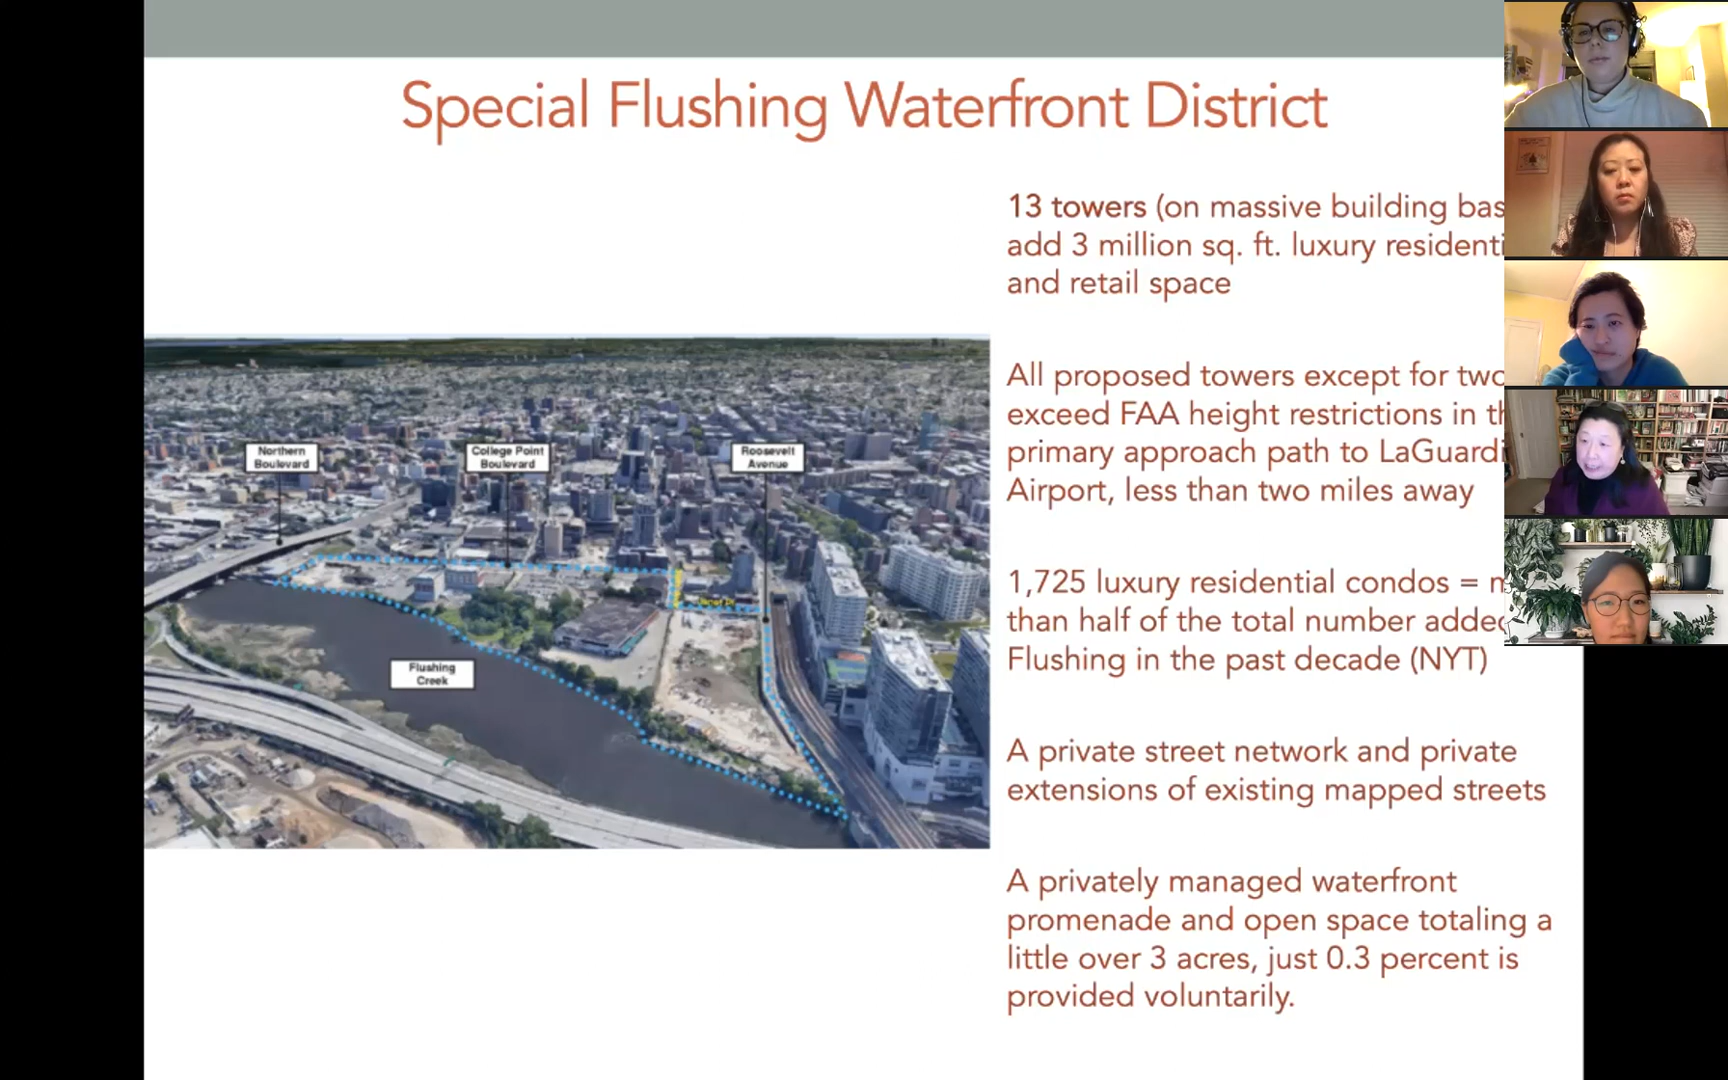 Special Flushing Waterfront District
13 towers (on massive building
add 3 million sq. ft. luxury
and retail space
All proposed towers except for two
exceed FAA height restrictions in
primary approach path to
Airport, less than two miles away
1,725 luxury residential condos =
than half of the total number added
Flushing in the past decade (NYT)
A private street network and private
extensions of existing mapped streets
A privately managed waterfront
promenade and open space totaling a
little over 3 acres, just 0.3 percent is
provided voluntarily.
Northern
Boulevard
College Point
Boulevard
Roosevelt
Avenue
Flushing
Creek